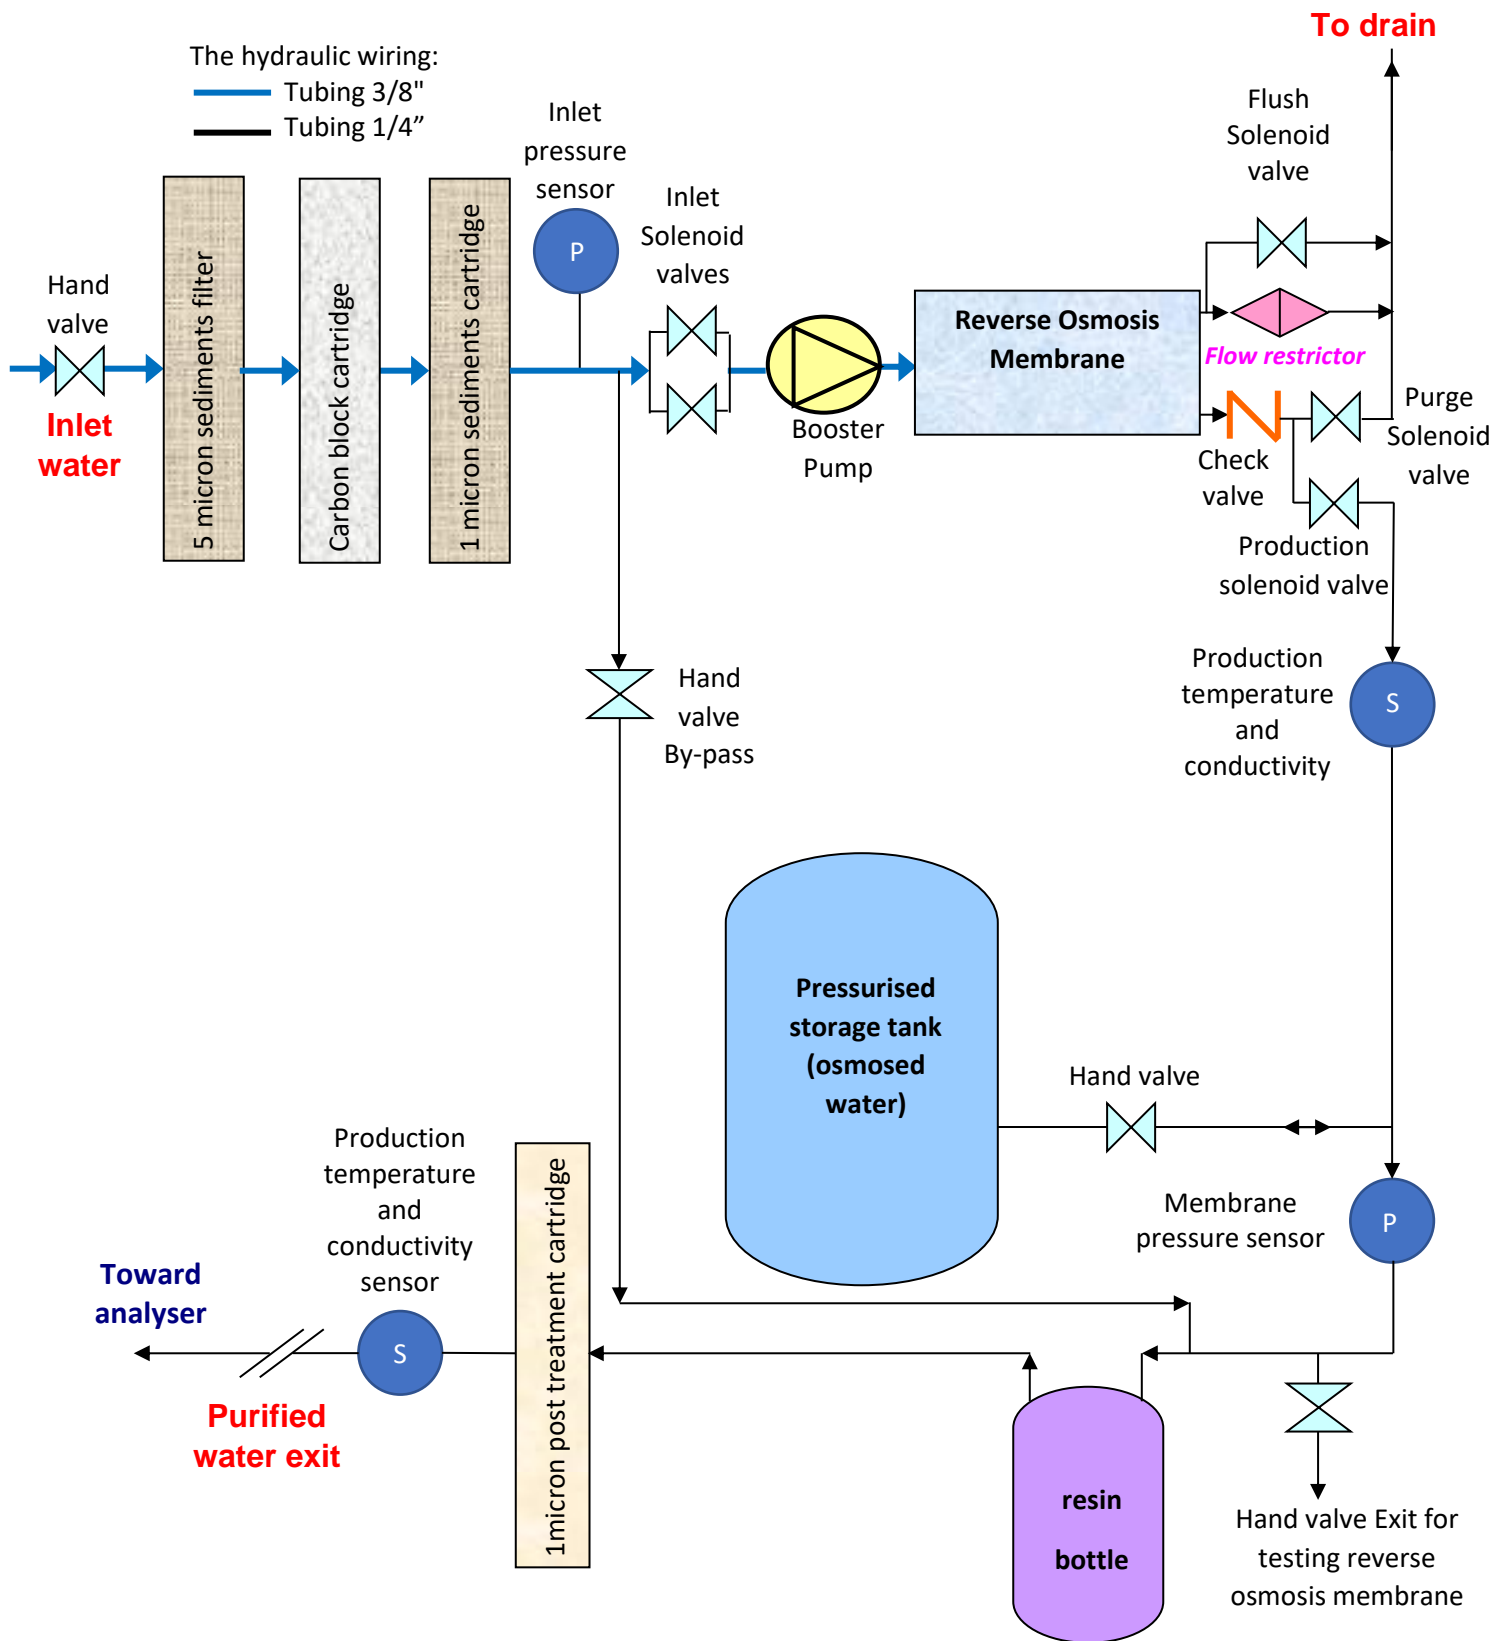 To drain
The hydraulic wiring:
Tubing 3/8"
Tubing 1/4”
Inlet
pressure
sensor
P
Flush
Solenoid
valve
Inlet
Solenoid
valves
Hand
valve
Inlet
water
5 micron sediments filter
Carbon block cartridge
1 micron sediments cartridge
Booster
Pump
Reverse Osmosis
Membrane
Flow restrictor
Check
valve
Purge
Solenoid
valve
Production
solenoid valve
Hand
valve
By-pass
Production
temperature
and
conductivity
S
Pressurised
storage tank
(osmosed
water)
Hand valve
Membrane
pressure sensor
P
Production
temperature
and
conductivity
sensor
S
Toward
analyser
Purified
water exit
1micron post treatment cartridge
resin
bottle
Hand valve Exit for
testing reverse
osmosis membrane